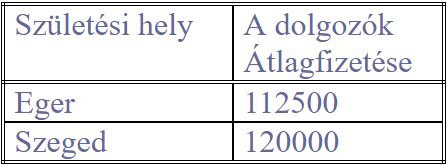 Születési hely A dolgozók
Átlagfizetése
Eger 112500
Szeged 120000